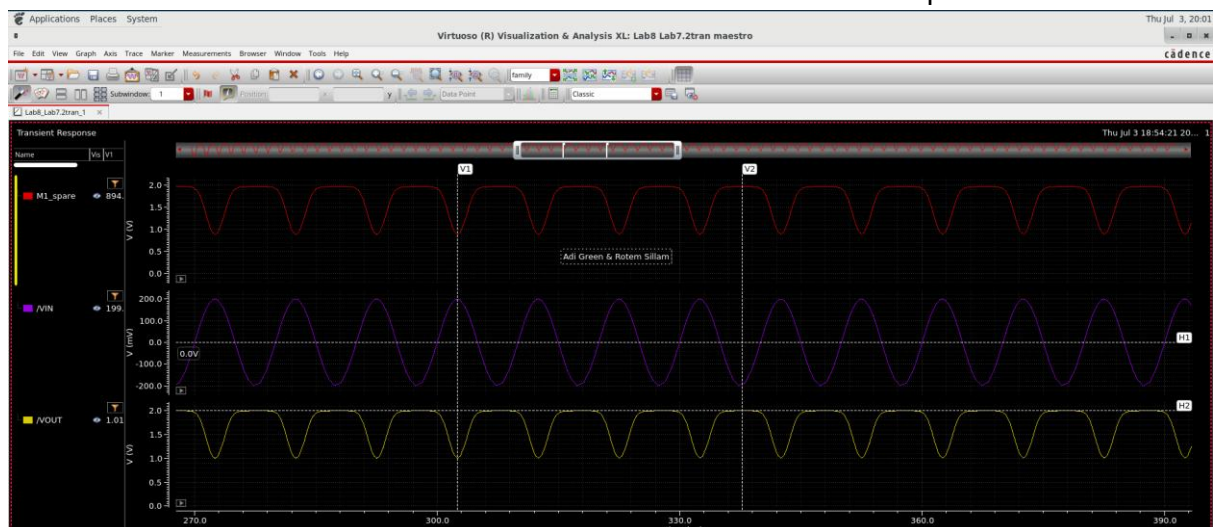 Applications Places System Thu Jul 3, 20:01
Virtuoso (R) Visualization & Analysis XL: Lab8 Lab7.2tran maestro
File Edit View Graph Axis Trace Marker Measurements Browser Window Tools Help cādence
family
Subwindow: 1 Position: x y Data Point Classic
Lab8_Lab7.2tran_1
Transient Response Thu Jul 3 18:54:21 20... 1
Name Vis V1
V1 V2
M1_spare 894.
2.0
1.5
1.0
0.5
0.0
V (V)
Adi Green & Rotem Sillam
/VIN 199.
200.0
100.0
0.0
-100.0
-200.0
V (mV)
0.0V
H1
/VOUT 1.01
2.0
1.5
1.0
0.5
0.0
V (V)
H2
270.0 300.0 330.0 360.0 390.0